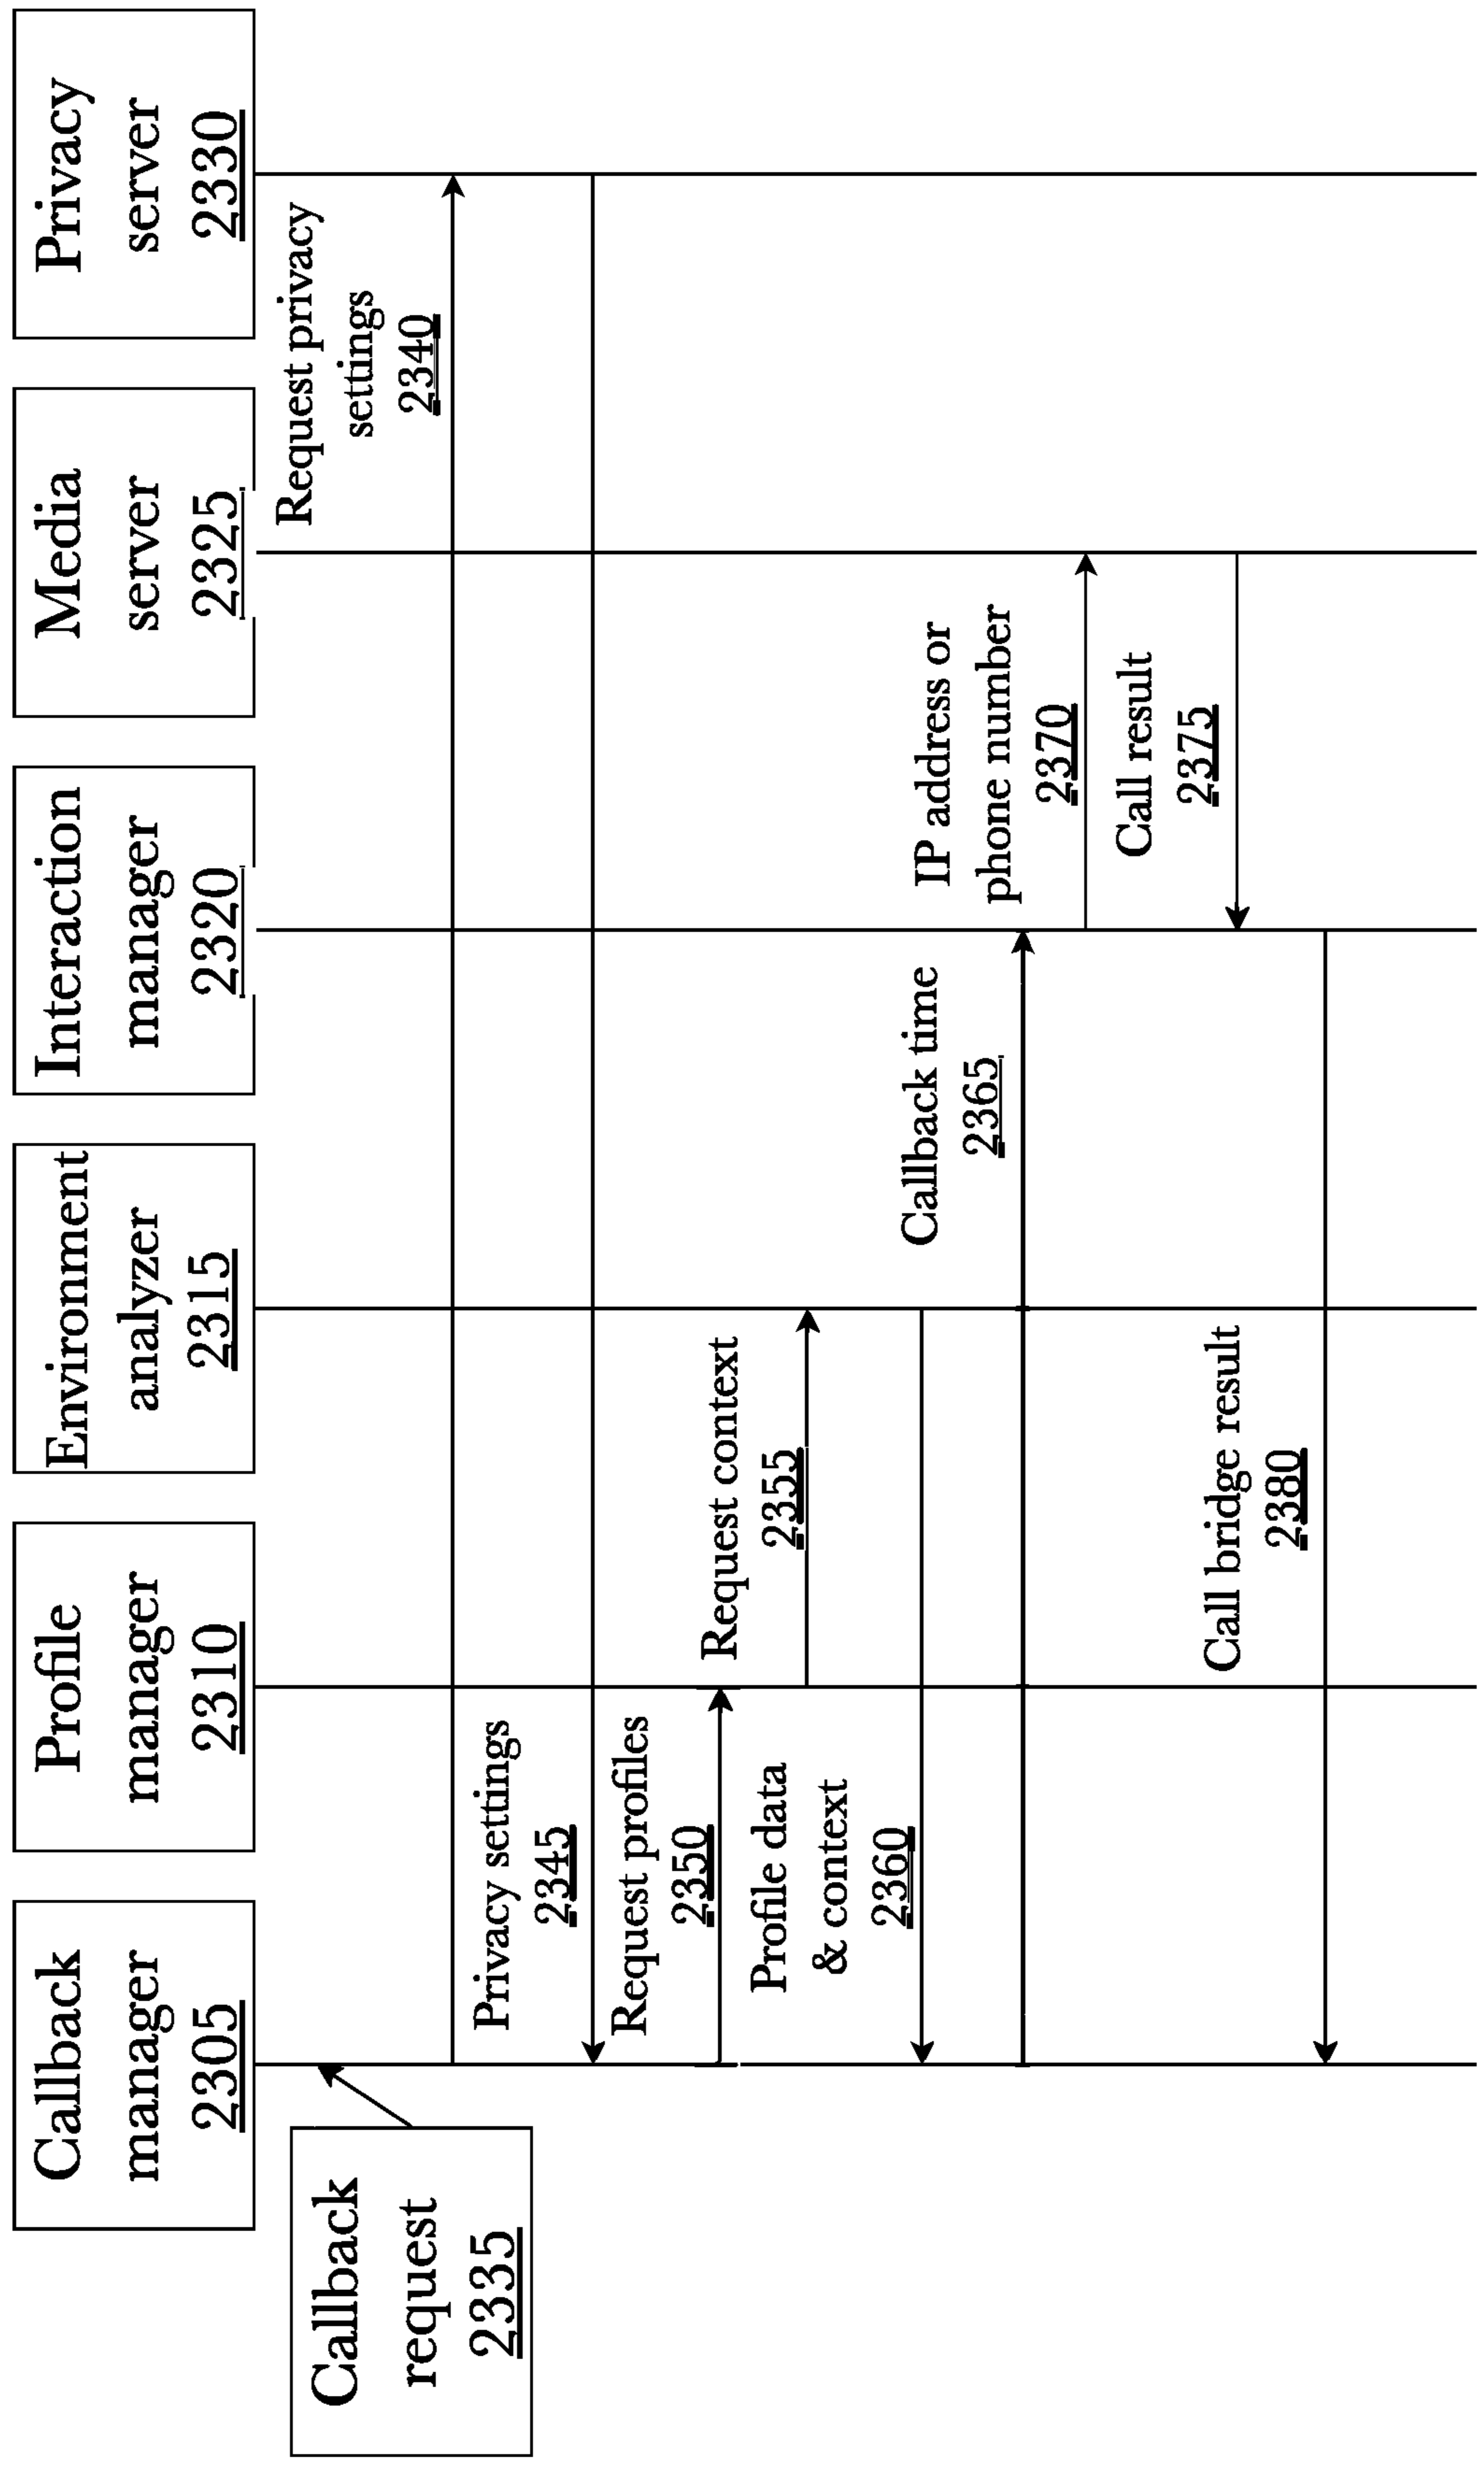 Callback
manager
2305
Profile
manager
2310
Environment
analyzer
2315
Interaction
manager
2320
Media
server
2325
Privacy
server
2330
Callback
request
2335
Request privacy
settings
2340
Privacy settings
2345
Request profiles
2350
Request context
2355
Profile data
& context
2360
Callback time
2365
IP address or
phone number
2370
Call result
2375
Call bridge result
2380